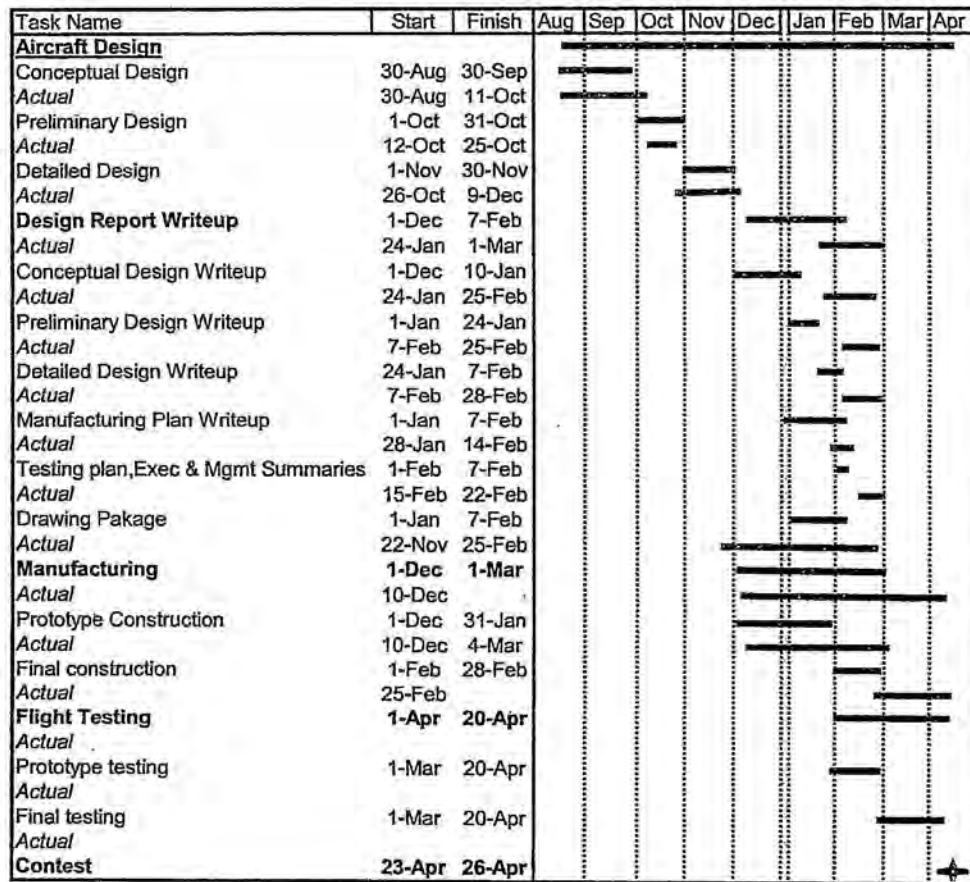 Task Name Start Finish Aug Sep Oct Nov Dec Jan Feb Mar Apr
Aircraft Design
Conceptual Design 30-Aug 30-Sep
Actual 30-Aug 11-Oct
Preliminary Design 1-Oct 31-Oct
Actual 12-Oct 25-Oct
Detailed Design 1-Nov 30-Nov
Actual 26-Oct 9-Dec
Design Report Writeup 1-Dec 7-Feb
Actual 24-Jan 1-Mar
Conceptual Design Writeup 1-Dec 10-Jan
Actual 24-Jan 25-Feb
Preliminary Design Writeup 1-Jan 24-Jan
Actual 7-Feb 25-Feb
Detailed Design Writeup 24-Jan 7-Feb
Actual 7-Feb 28-Feb
Manufacturing Plan Writeup 1-Jan 7-Feb
Actual 28-Jan 14-Feb
Testing plan,Exec & Mgmt Summaries 1-Feb 7-Feb
Actual 15-Feb 22-Feb
Drawing Pakage 1-Jan 7-Feb
Actual 22-Nov 25-Feb
Manufacturing 1-Dec 1-Mar
Actual 10-Dec
Prototype Construction 1-Dec 31-Jan
Actual 10-Dec 4-Mar
Final construction 1-Feb 28-Feb
Actual 25-Feb
Flight Testing 1-Apr 20-Apr
Actual
Prototype testing 1-Mar 20-Apr
Actual
Final testing 1-Mar 20-Apr
Actual
Contest 23-Apr 26-Apr